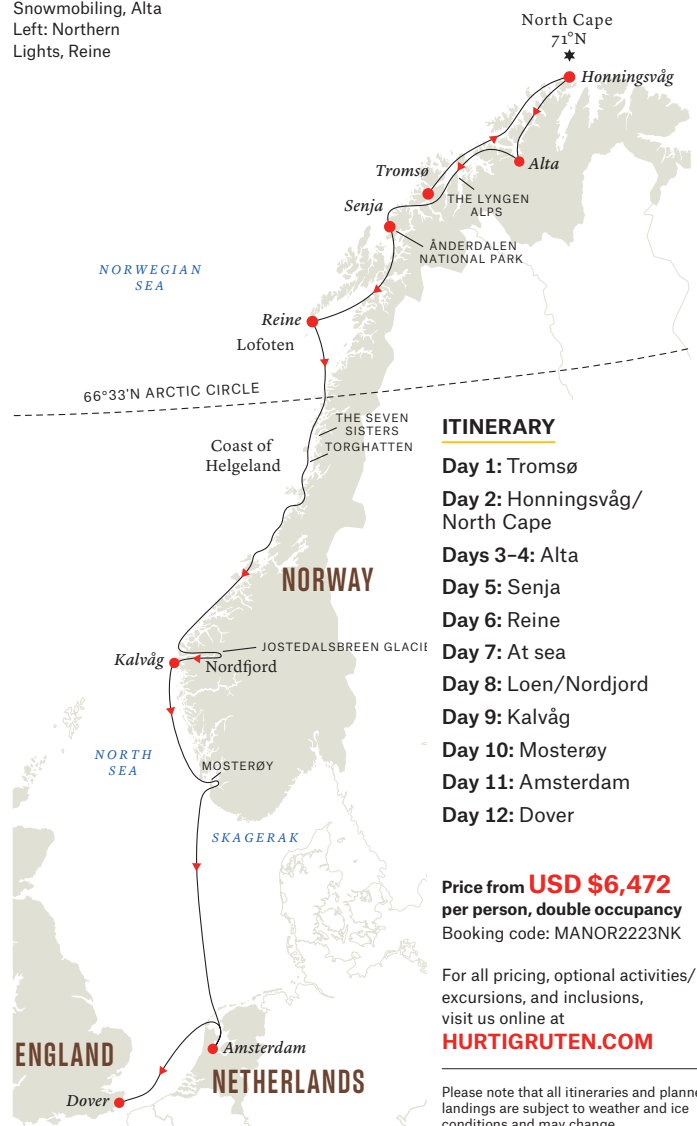 Snowmobiling, Alta
Left: Northern
Lights, Reine
North Cape
71°N
Honningsvåg
Alta
Tromsø
THE LYNGEN
ALPS
Senja
ÅNDERDALEN
NATIONAL PARK
NORWEGIAN
SEA
Reine
Lofoten
66°33'N ARCTIC CIRCLE
THE SEVEN
SISTERS
TORGHATTEN
Coast of
Helgeland
NORWAY
JOSTEDALSBREEN GLACIE
Kalvåg
Nordfjord
NORTH
SEA
MOSTERØY
SKAGERAK
ENGLAND
Amsterdam
NETHERLANDS
Dover
ITINERARY
Day 1: Tromsø
Day 2: Honningsvåg/
North Cape
Days 3–4: Alta
Day 5: Senja
Day 6: Reine
Day 7: At sea
Day 8: Loen/Nordjord
Day 9: Kalvåg
Day 10: Mosterøy
Day 11: Amsterdam
Day 12: Dover
Price from USD $6,472
per person, double occupancy
Booking code: MANOR2223NK
For all pricing, optional activities/
excursions, and inclusions,
visit us online at
HURTIGRUTEN.COM
Please note that all itineraries and planne
landings are subject to weather and ice
conditions and may change.